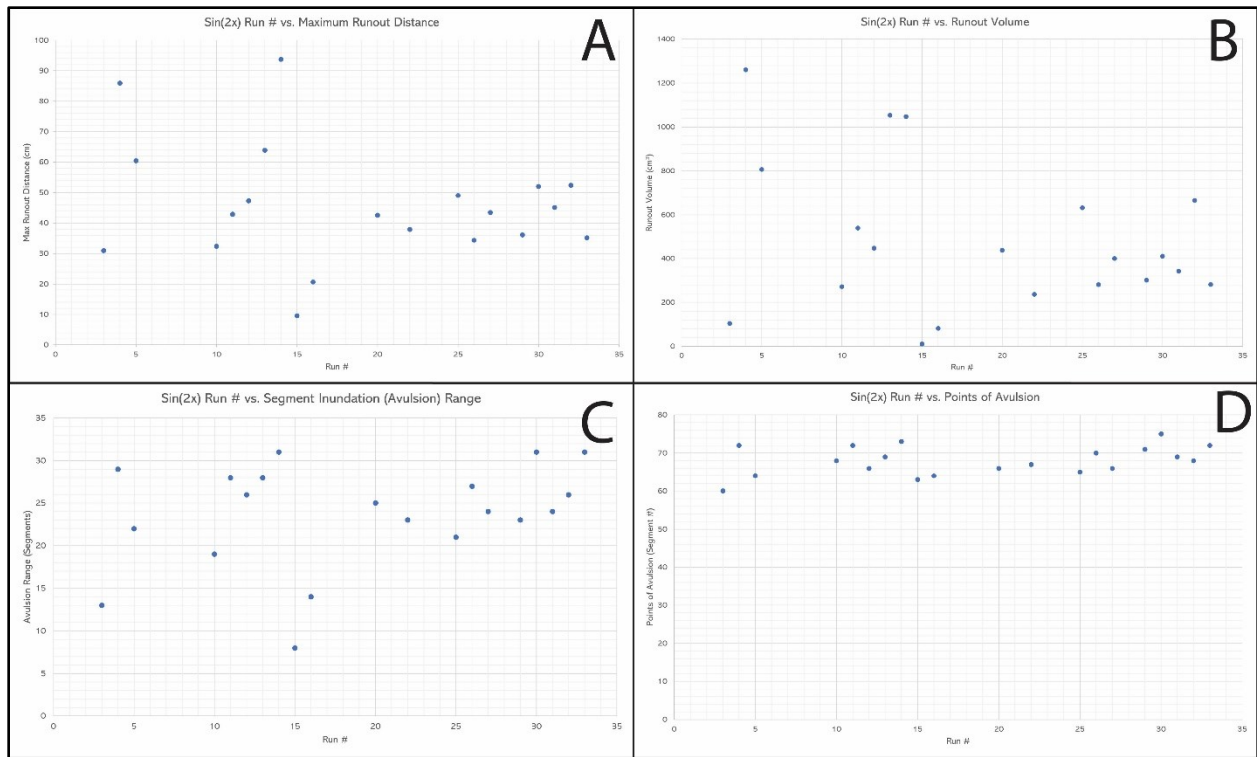 Sin(2x) Run # vs. Maximum Runout Distance
A
100
90
80
70
60
50
40
30
20
10
0
Max Runout Distance (cm)
0 5 10 15 20 25 30 35
Run #
Sin(2x) Run # vs. Runout Volume
B
1400
1200
1000
800
600
400
200
0
Runout Volume (cm³)
0 5 10 15 20 25 30 35
Run #
Sin(2x) Run # vs. Segment Inundation (Avulsion) Range
C
35
30
25
20
15
10
5
0
Avulsion Range (Segments)
0 5 10 15 20 25 30 35
Run #
Sin(2x) Run # vs. Points of Avulsion
D
80
70
60
50
40
30
20
10
0
Points of Avulsion (Segment #)
0 5 10 15 20 25 30 35
Run #